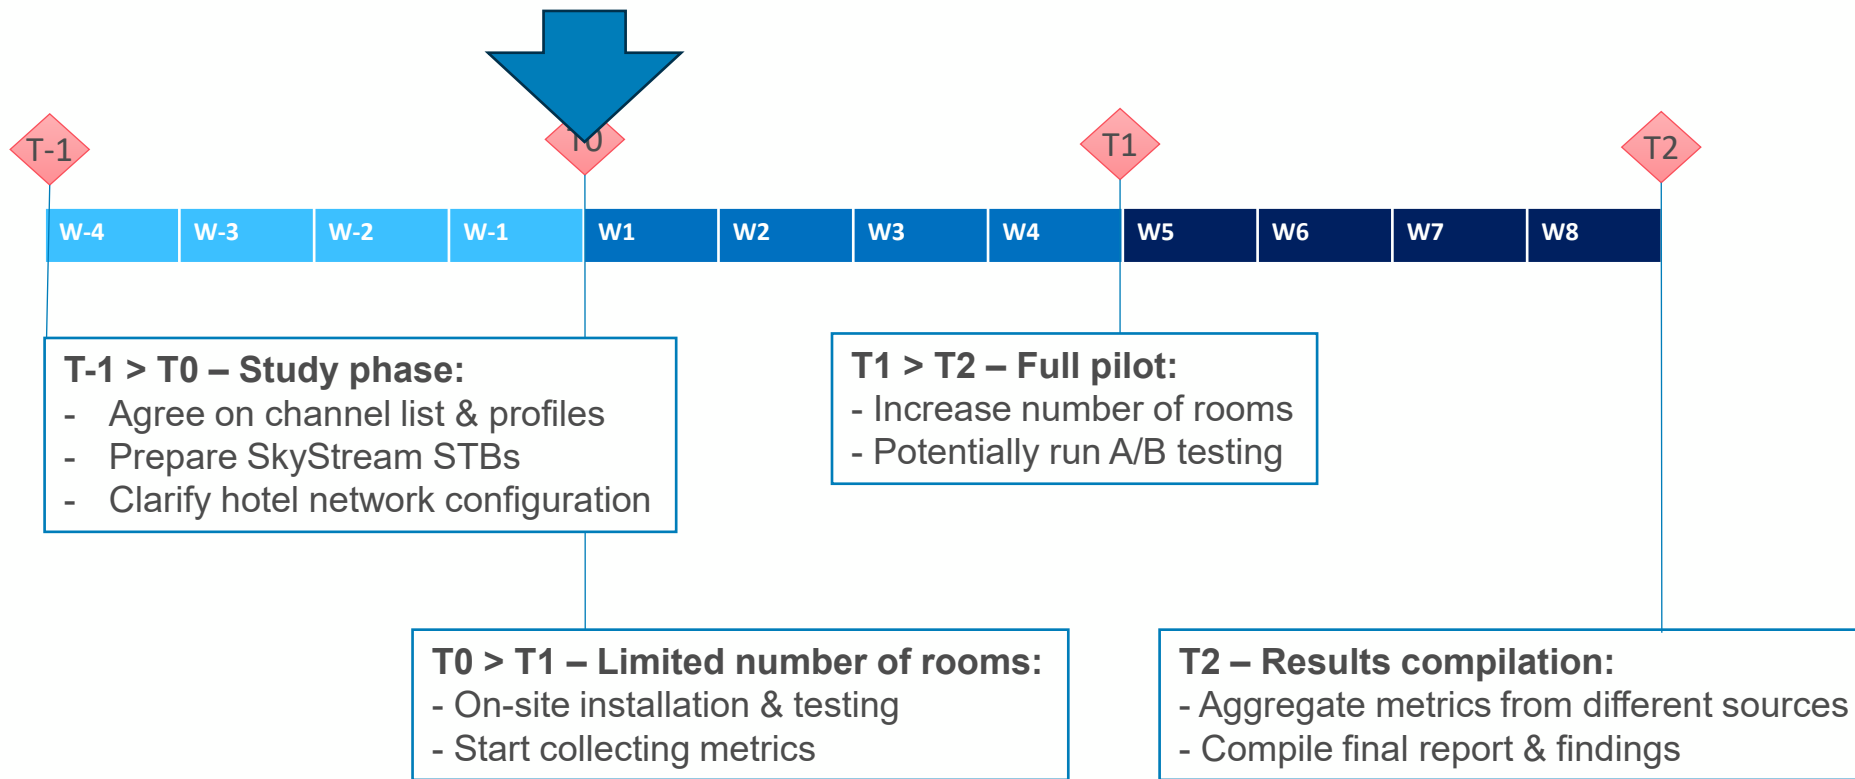 T-1
T0
T1
T2
W-4 W-3 W-2 W-1 W1 W2 W3 W4 W5 W6 W7 W8
T-1 > T0 – Study phase:
- Agree on channel list & profiles
- Prepare SkyStream STBs
- Clarify hotel network configuration
T1 > T2 – Full pilot:
- Increase number of rooms
- Potentially run A/B testing
T0 > T1 – Limited number of rooms:
- On-site installation & testing
- Start collecting metrics
T2 – Results compilation:
- Aggregate metrics from different sources
- Compile final report & findings